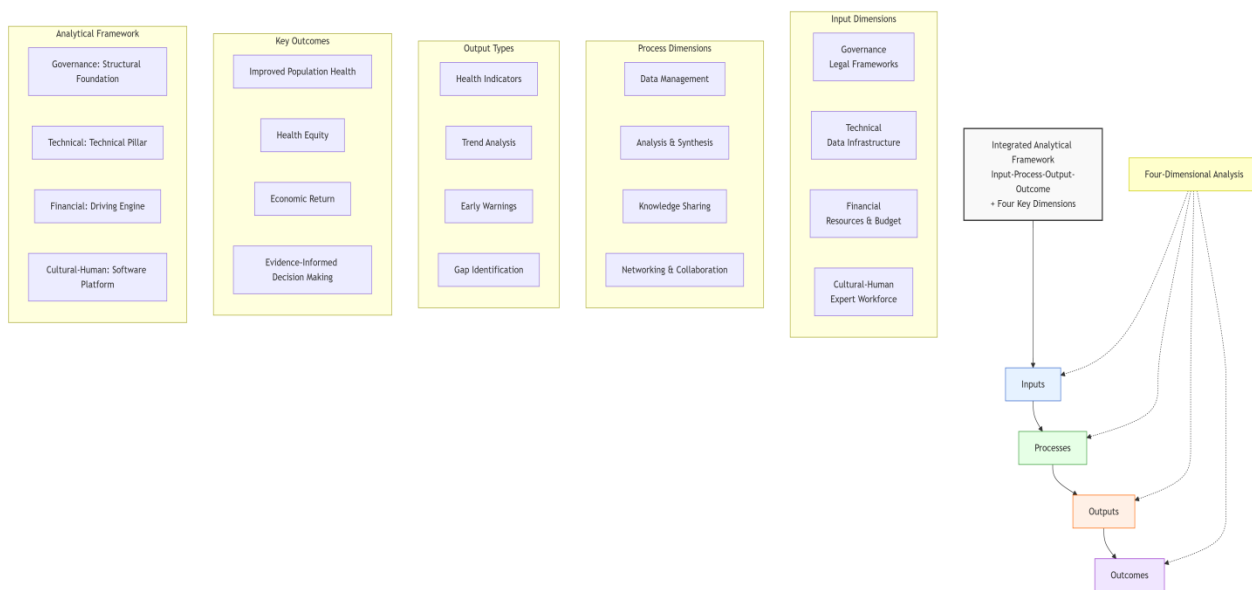 Analytical Framework
Governance: Structural
Foundation
Technical: Technical Pillar
Financial: Driving Engine
Cultural-Human: Software
Platform
Key Outcomes
Improved Population Health
Health Equity
Economic Return
Evidence-Informed
Decision Making
Output Types
Health Indicators
Trend Analysis
Early Warnings
Gap Identification
Process Dimensions
Data Management
Analysis & Synthesis
Knowledge Sharing
Networking & Collaboration
Input Dimensions
Governance
Legal Frameworks
Technical
Data Infrastructure
Financial
Resources & Budget
Cultural-Human
Expert Workforce
Integrated Analytical
Framework
Input-Process-Output-
Outcome
+ Four Key Dimensions
Four-Dimensional Analysis
Inputs
Processes
Outputs
Outcomes